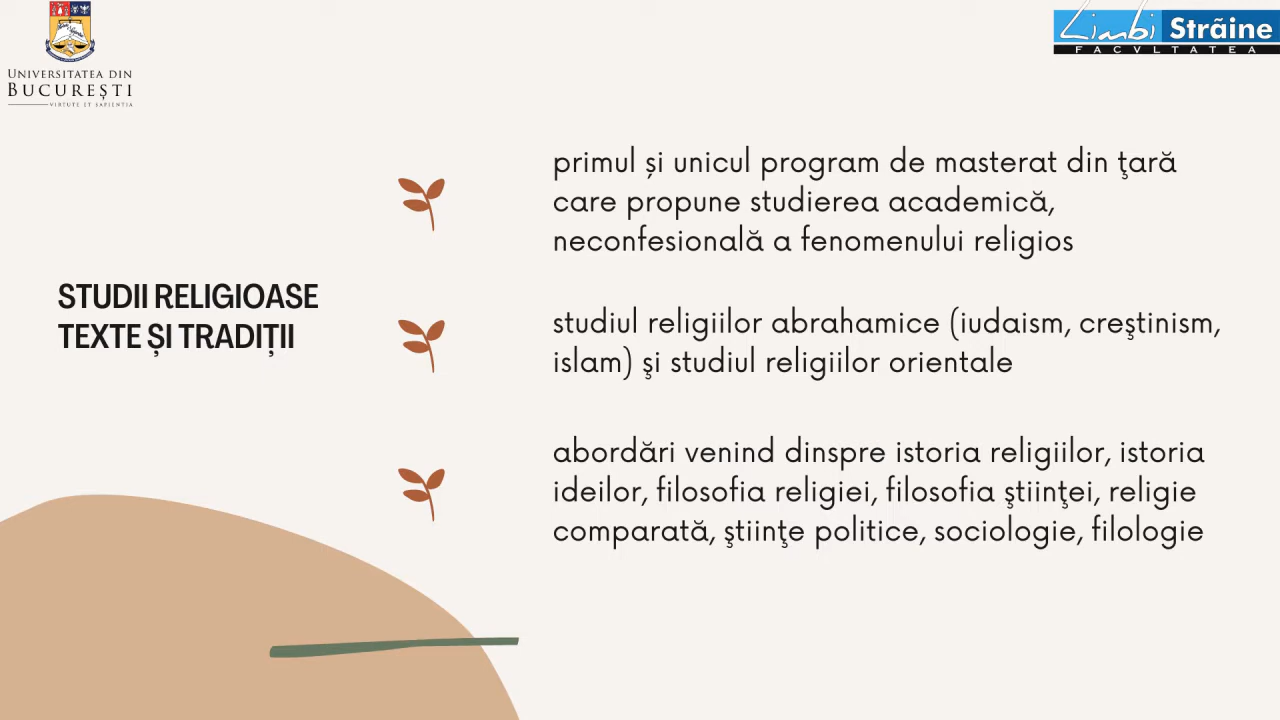 UNIVERSITATEA DIN
BUCUREȘTI
VIRTUTE ET SAPIENTIA
Limbi Străine
FACVLTATEA
STUDII RELIGIOASE
TEXTE ȘI TRADIȚII
primul și unicul program de masterat din ţară
care propune studierea academică,
neconfesională a fenomenului religios
studiul religiilor abrahamice (iudaism, creştinism,
islam) şi studiul religiilor orientale
abordări venind dinspre istoria religiilor, istoria
ideilor, filosofia religiei, filosofia ştiinţei, religie
comparată, ştiinţe politice, sociologie, filologie